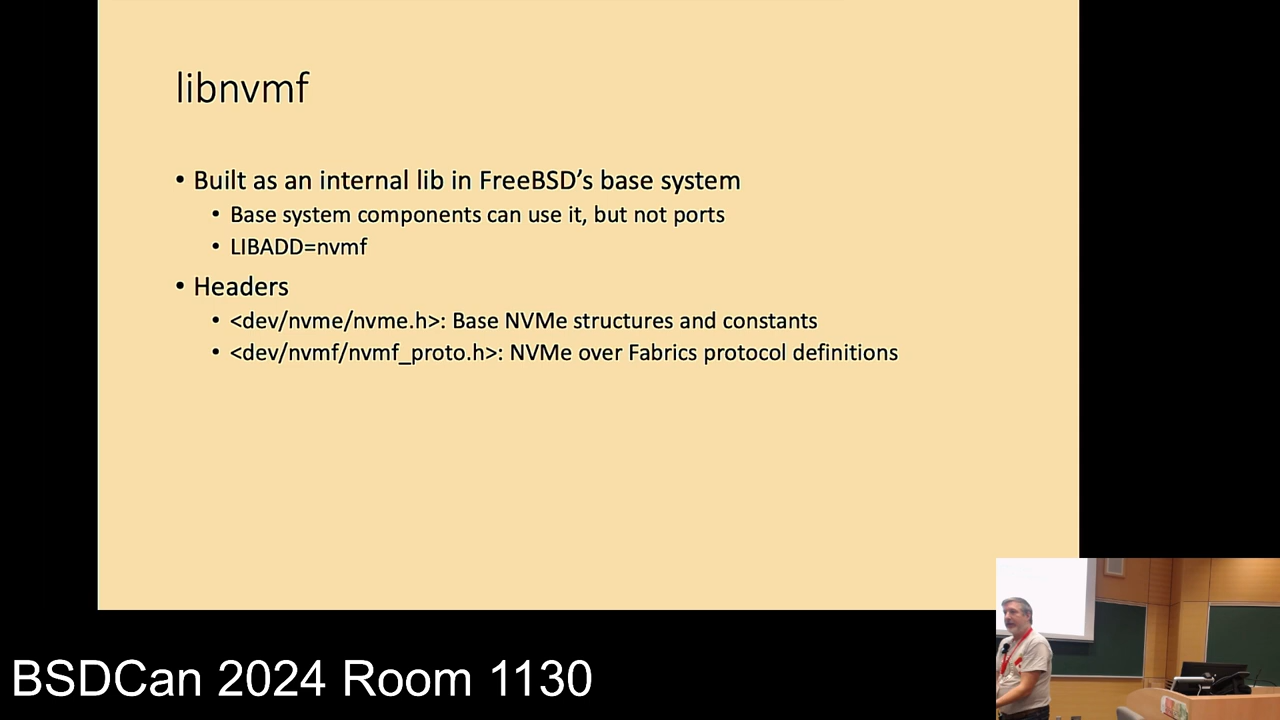 libnvmf
• Built as an internal lib in FreeBSD’s base system
• Base system components can use it, but not ports
• LIBADD=nvmf
• Headers
• <dev/nvme/nvme.h>: Base NVMe structures and constants
• <dev/nvmf/nvmf_proto.h>: NVMe over Fabrics protocol definitions
BSDCan 2024 Room 1130